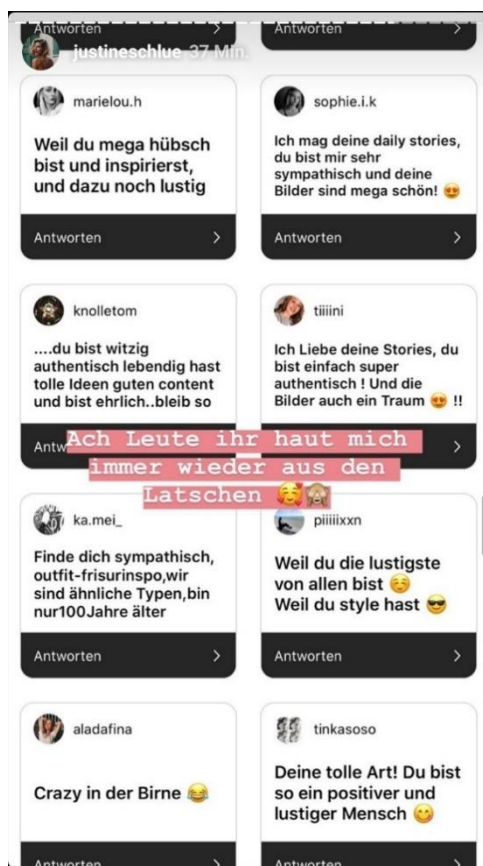 Antworten
Antworten
justineschlue 37 Min.
marielou.h
Weil du mega hübsch
bist und inspirierst,
und dazu noch lustig
Antworten
sophie.i.k
Ich mag deine daily stories,
du bist mir sehr
sympathisch und deine
Bilder sind mega schön! 😍
Antworten
knolletom
....du bist witzig
authentisch lebendig hast
tolle Ideen guten content
und bist ehrlich..bleib so
Antw
tiiiini
Ich Liebe deine Stories, du
bist einfach super
authentisch ! Und die
Bilder auch ein Traum 😍 !!
Ach Leute ihr haut mich
immer wieder aus den
Latschen 🥰🙈
ka.mei_
Finde dich sympathisch,
outfit-frisurinspo,wir
sind ähnliche Typen,bin
nur100Jahre älter
Antworten
piiiiixxn
Weil du die lustigste
von allen bist ☺️
Weil du style hast 😎
Antworten
aladafina
Crazy in der Birne 😂
Antworten
tinkasoso
Deine tolle Art! Du bist
so ein positiver und
lustiger Mensch 😋
Antworten